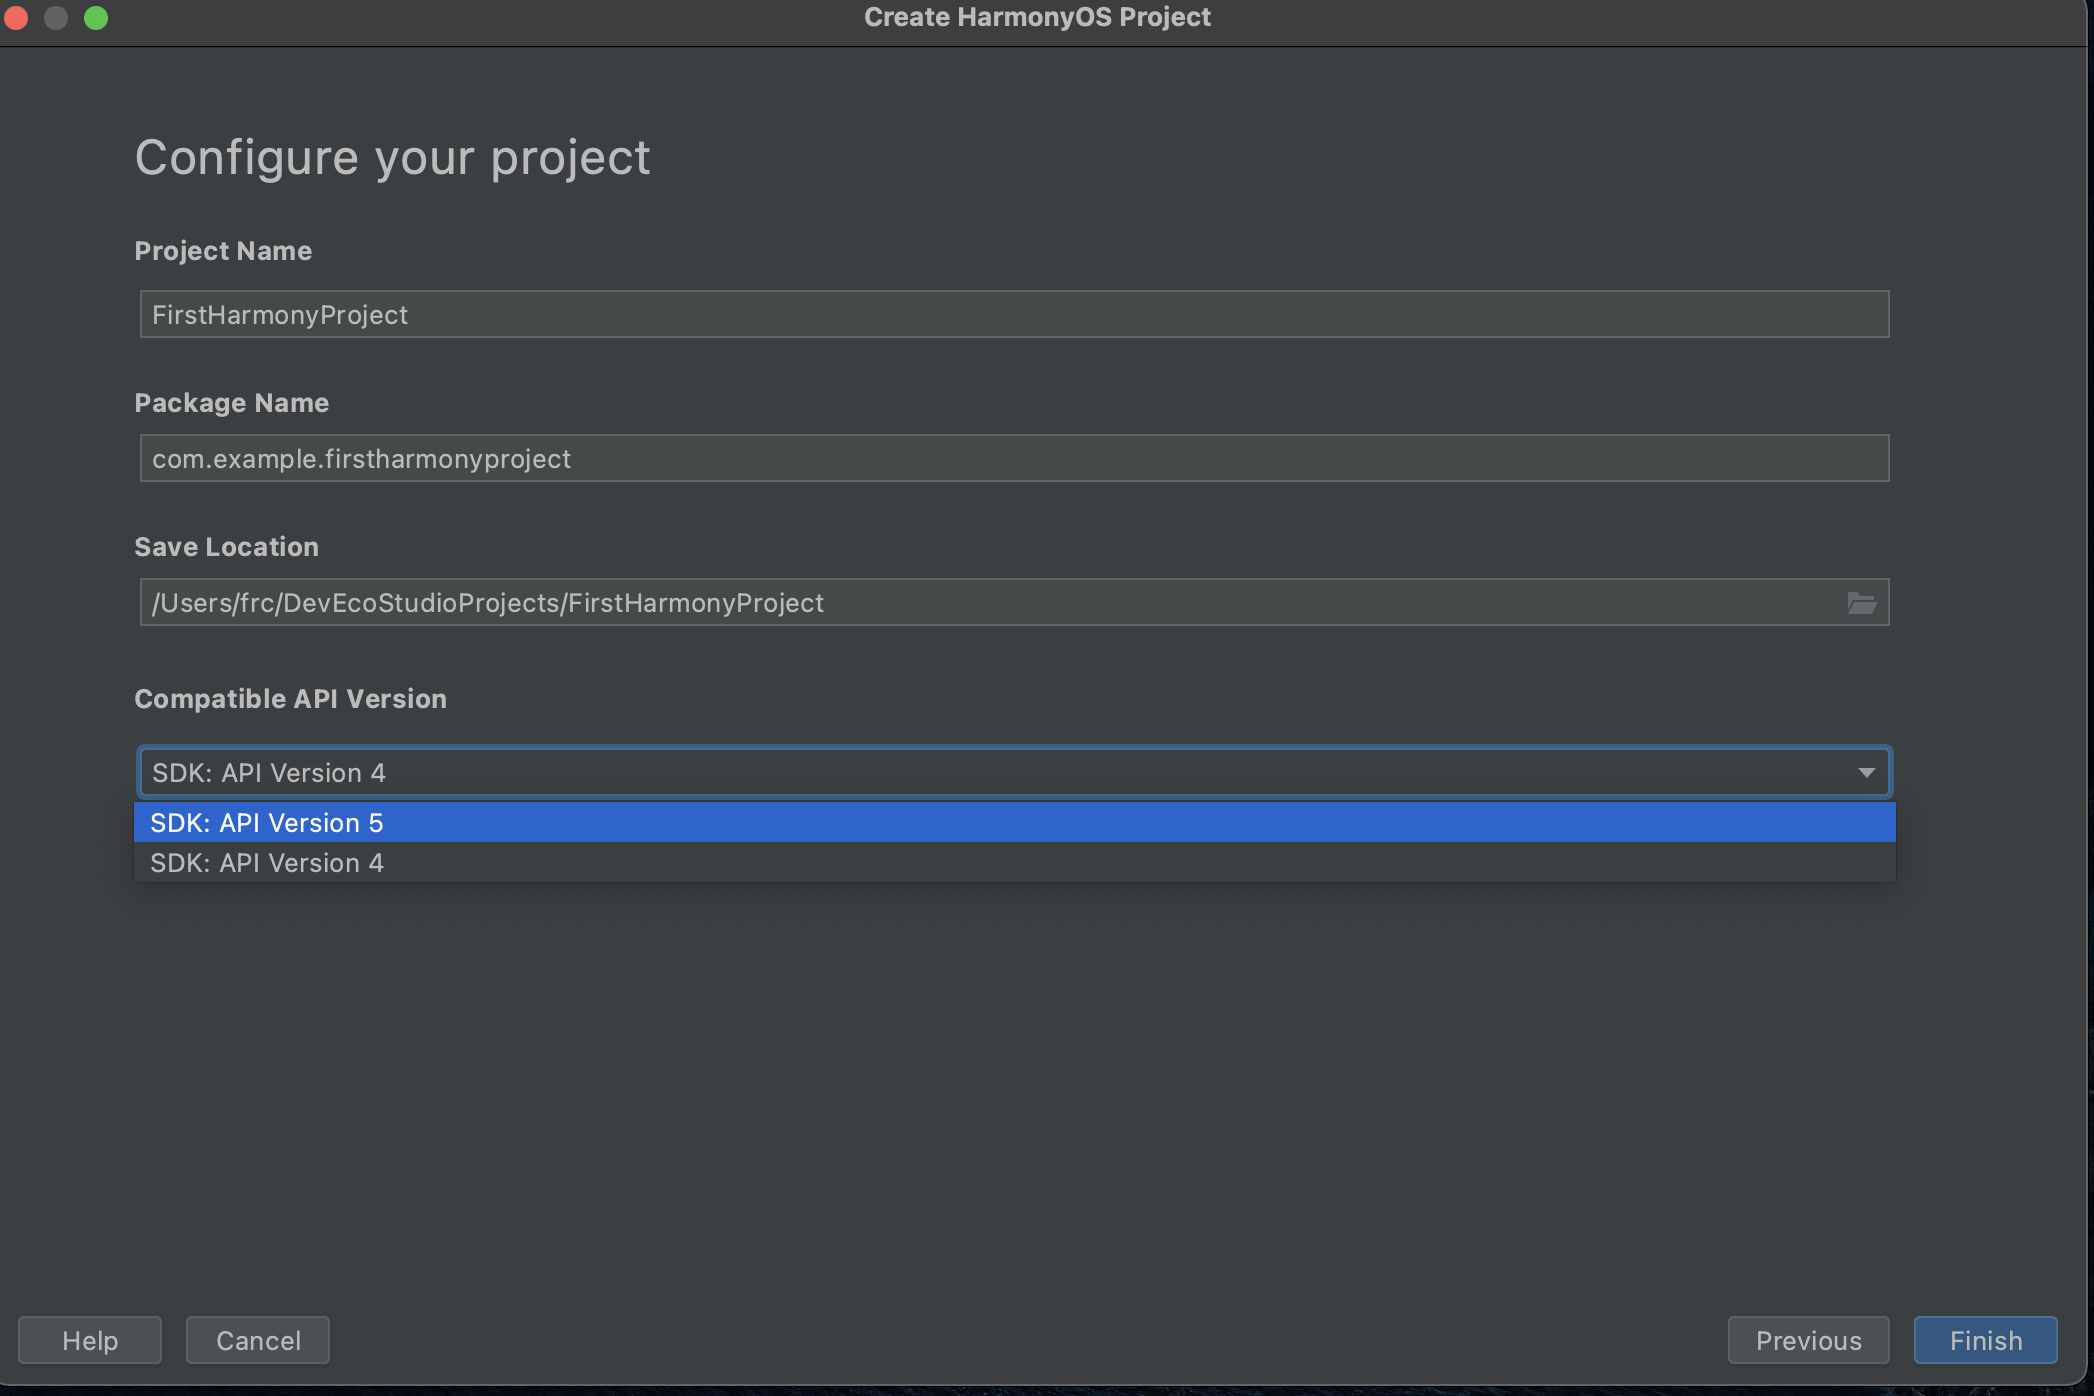 Create HarmonyOS Project
Configure your project
Project Name
FirstHarmonyProject
Package Name
com.example.firstharmonyproject
Save Location
/Users/frc/DevEcoStudioProjects/FirstHarmonyProject
Compatible API Version
SDK: API Version 4
SDK: API Version 5
SDK: API Version 4
Help
Cancel
Previous
Finish